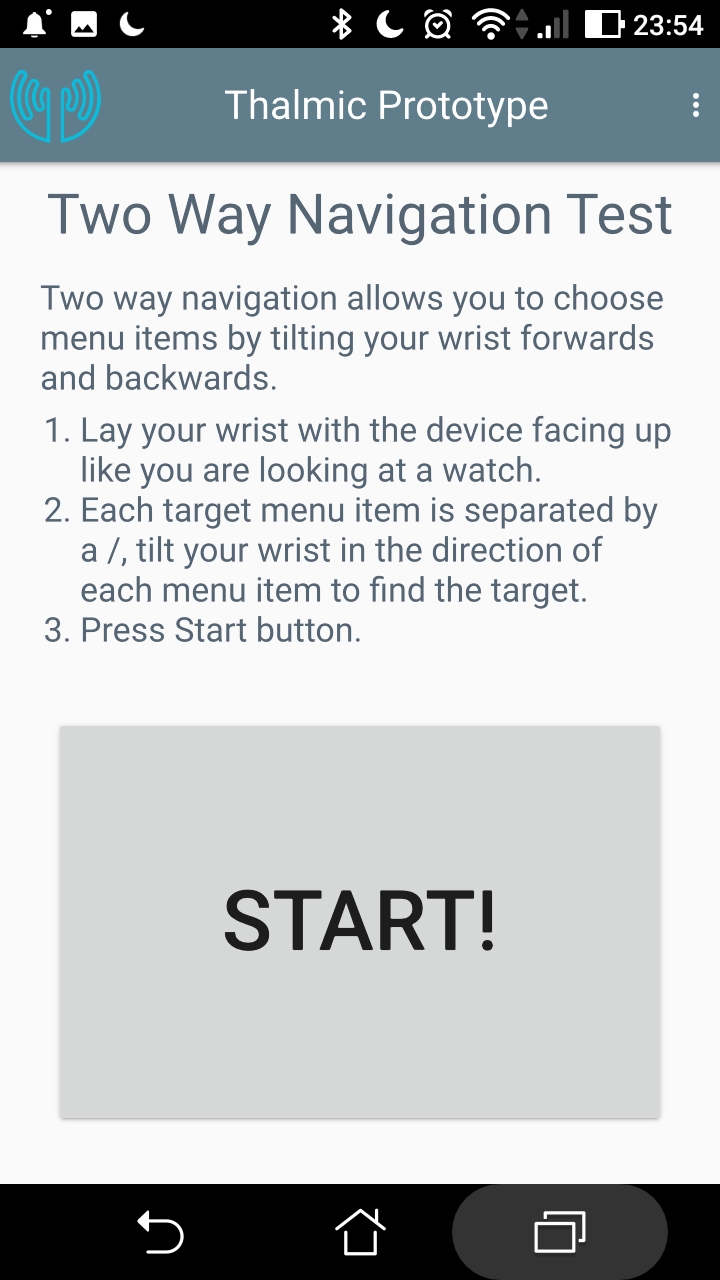 23:54
Thalmic Prototype
Two Way Navigation Test
Two way navigation allows you to choose
menu items by tilting your wrist forwards
and backwards.
1. Lay your wrist with the device facing up
like you are looking at a watch.
2. Each target menu item is separated by
a /, tilt your wrist in the direction of
each menu item to find the target.
3. Press Start button.
START!